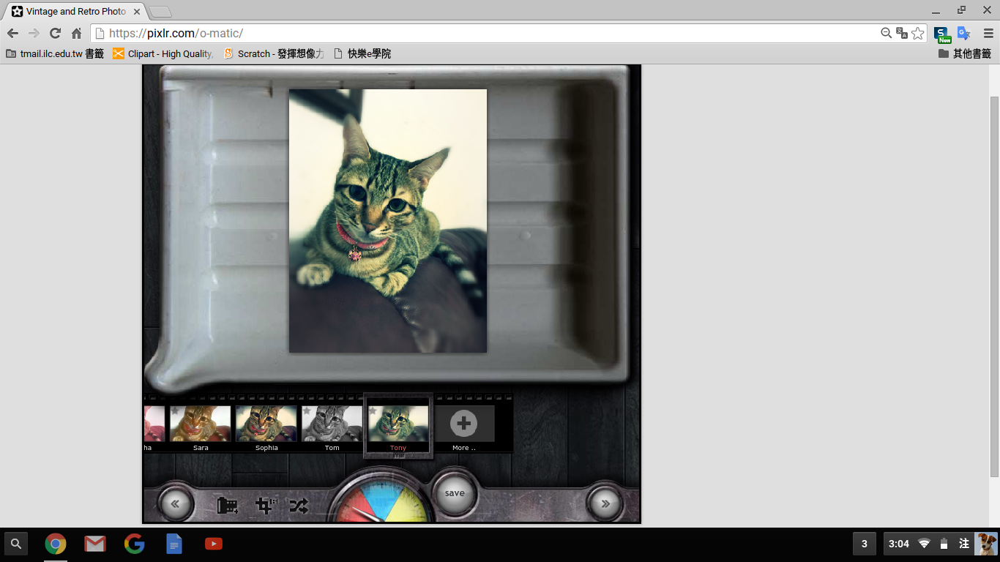 Vintage and Retro Photo
https://pixlr.com/o-matic/
New
tmail.ilc.edu.tw 書籤
Clipart - High Quality,
Scratch - 發揮想像力
快樂e學院
其他書籤
ha
Sara
Sophia
Tom
Tony
More ..
save
3
3:04
注